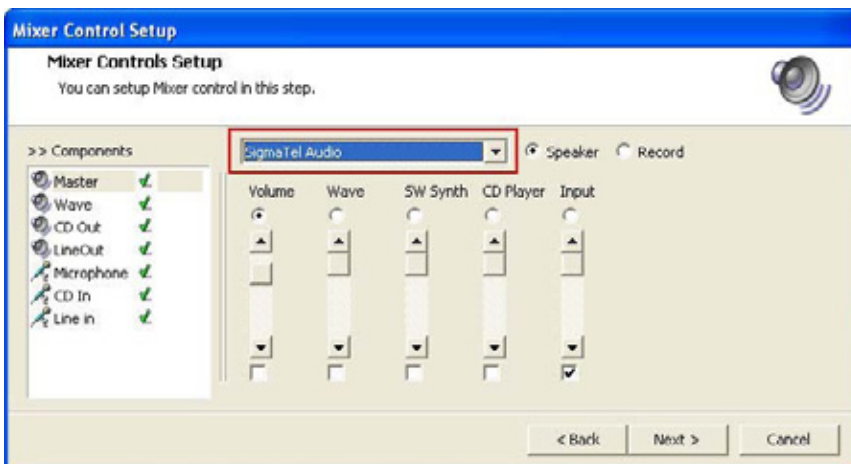 Mixer Control Setup
Mixer Controls Setup
You can setup Mixer control in this step.
>> Components
SigmaTel Audio
Speaker
Record
Master
Wave
CD Out
LineOut
Microphone
CD In
Line in
Volume Wave SW Synth CD Player Input
< Back Next > Cancel